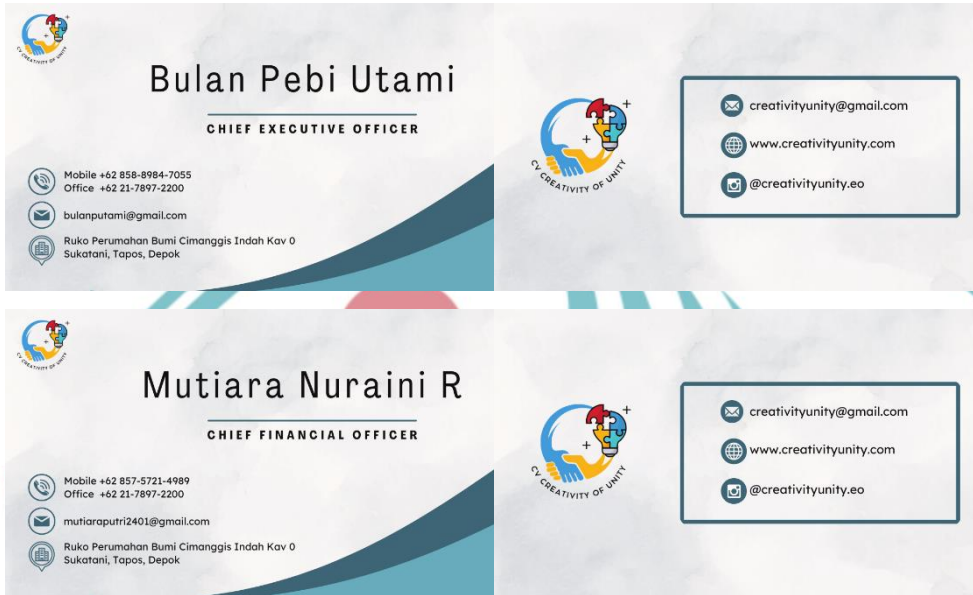 CV CREATIVITY OF UNITY
Bulan Pebi Utami
CHIEF EXECUTIVE OFFICER
Mobile +62 858-8984-7055
Office +62 21-7897-2200
bulanputami@gmail.com
Ruko Perumahan Bumi Cimanggis Indah Kav 0
Sukatani, Tapos, Depok
CV CREATIVITY OF UNITY
creativityunity@gmail.com
www.creativityunity.com
@creativityunity.eo
CV CREATIVITY OF UNITY
Mutiara Nuraini R
CHIEF FINANCIAL OFFICER
Mobile +62 857-5721-4989
Office +62 21-7897-2200
mutiaraputri2401@gmail.com
Ruko Perumahan Bumi Cimanggis Indah Kav 0
Sukatani, Tapos, Depok
CV CREATIVITY OF UNITY
creativityunity@gmail.com
www.creativityunity.com
@creativityunity.eo